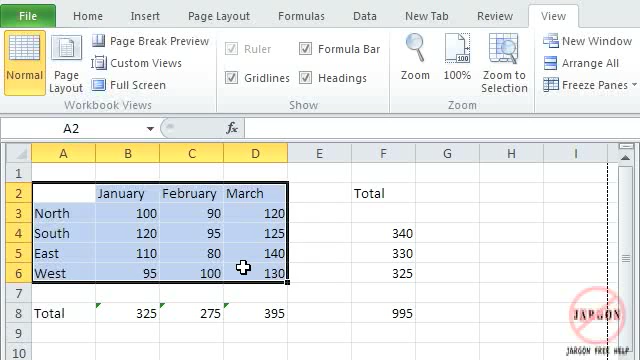 File Home Insert Page Layout Formulas Data New Tab Review View
Normal
Page Layout
Page Break Preview
Custom Views
Full Screen
Workbook Views
Ruler
Formula Bar
Gridlines
Headings
Show
Zoom
100%
Zoom to Selection
Zoom
New Window
Arrange All
Freeze Panes
A2 fx
A B C D E F G H I
1
2 January February March Total
3 North 100 90 120
4 South 120 95 125 340
5 East 110 80 140 330
6 West 95 100 130 325
7
8 Total 325 275 395 995
9
10
JARGON
JARGON FREE HELP